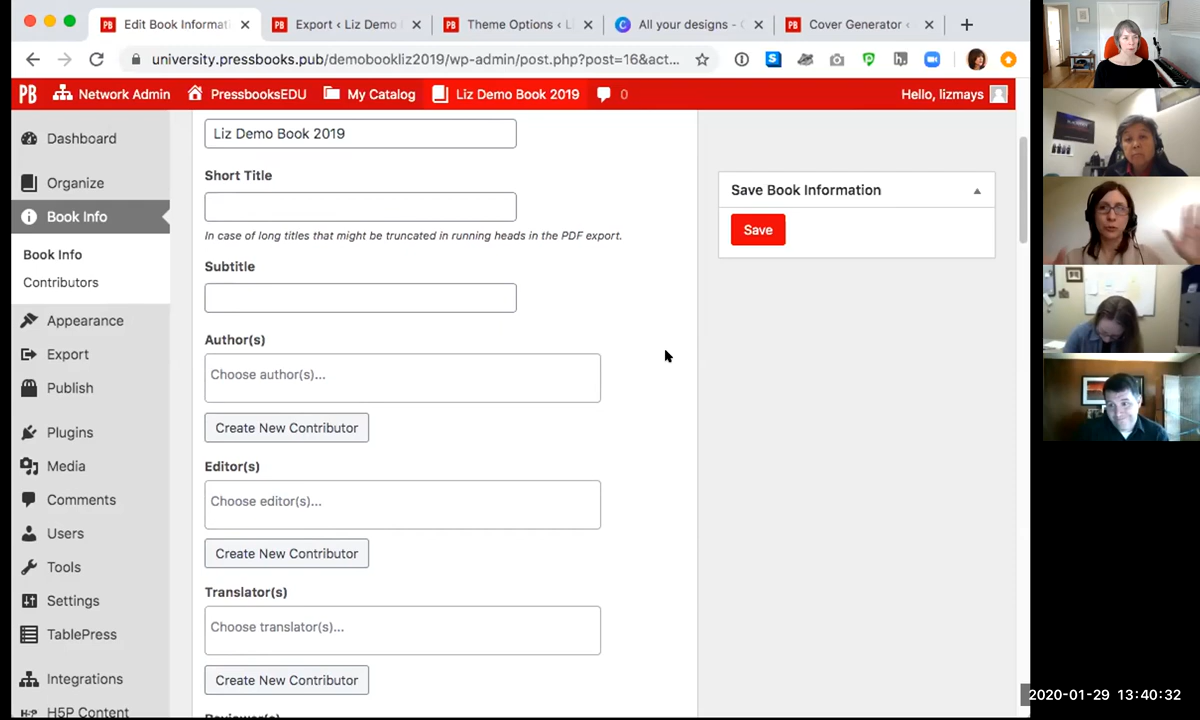 Edit Book Informati
Export ‹ Liz Demo
Theme Options ‹ L
All your designs - C
Cover Generator ‹
university.pressbooks.pub/demobookliz2019/wp-admin/post.php?post=16&act...
PB Network Admin PressbooksEDU My Catalog Liz Demo Book 2019 0 Hello, lizmays
Dashboard
Organize
Book Info
Book Info
Contributors
Appearance
Export
Publish
Plugins
Media
Comments
Users
Tools
Settings
TablePress
Integrations
H5P Content
Liz Demo Book 2019
Short Title
In case of long titles that might be truncated in running heads in the PDF export.
Subtitle
Author(s)
Choose author(s)...
Create New Contributor
Editor(s)
Choose editor(s)...
Create New Contributor
Translator(s)
Choose translator(s)...
Create New Contributor
Save Book Information
Save
2020-01-29 13:40:32